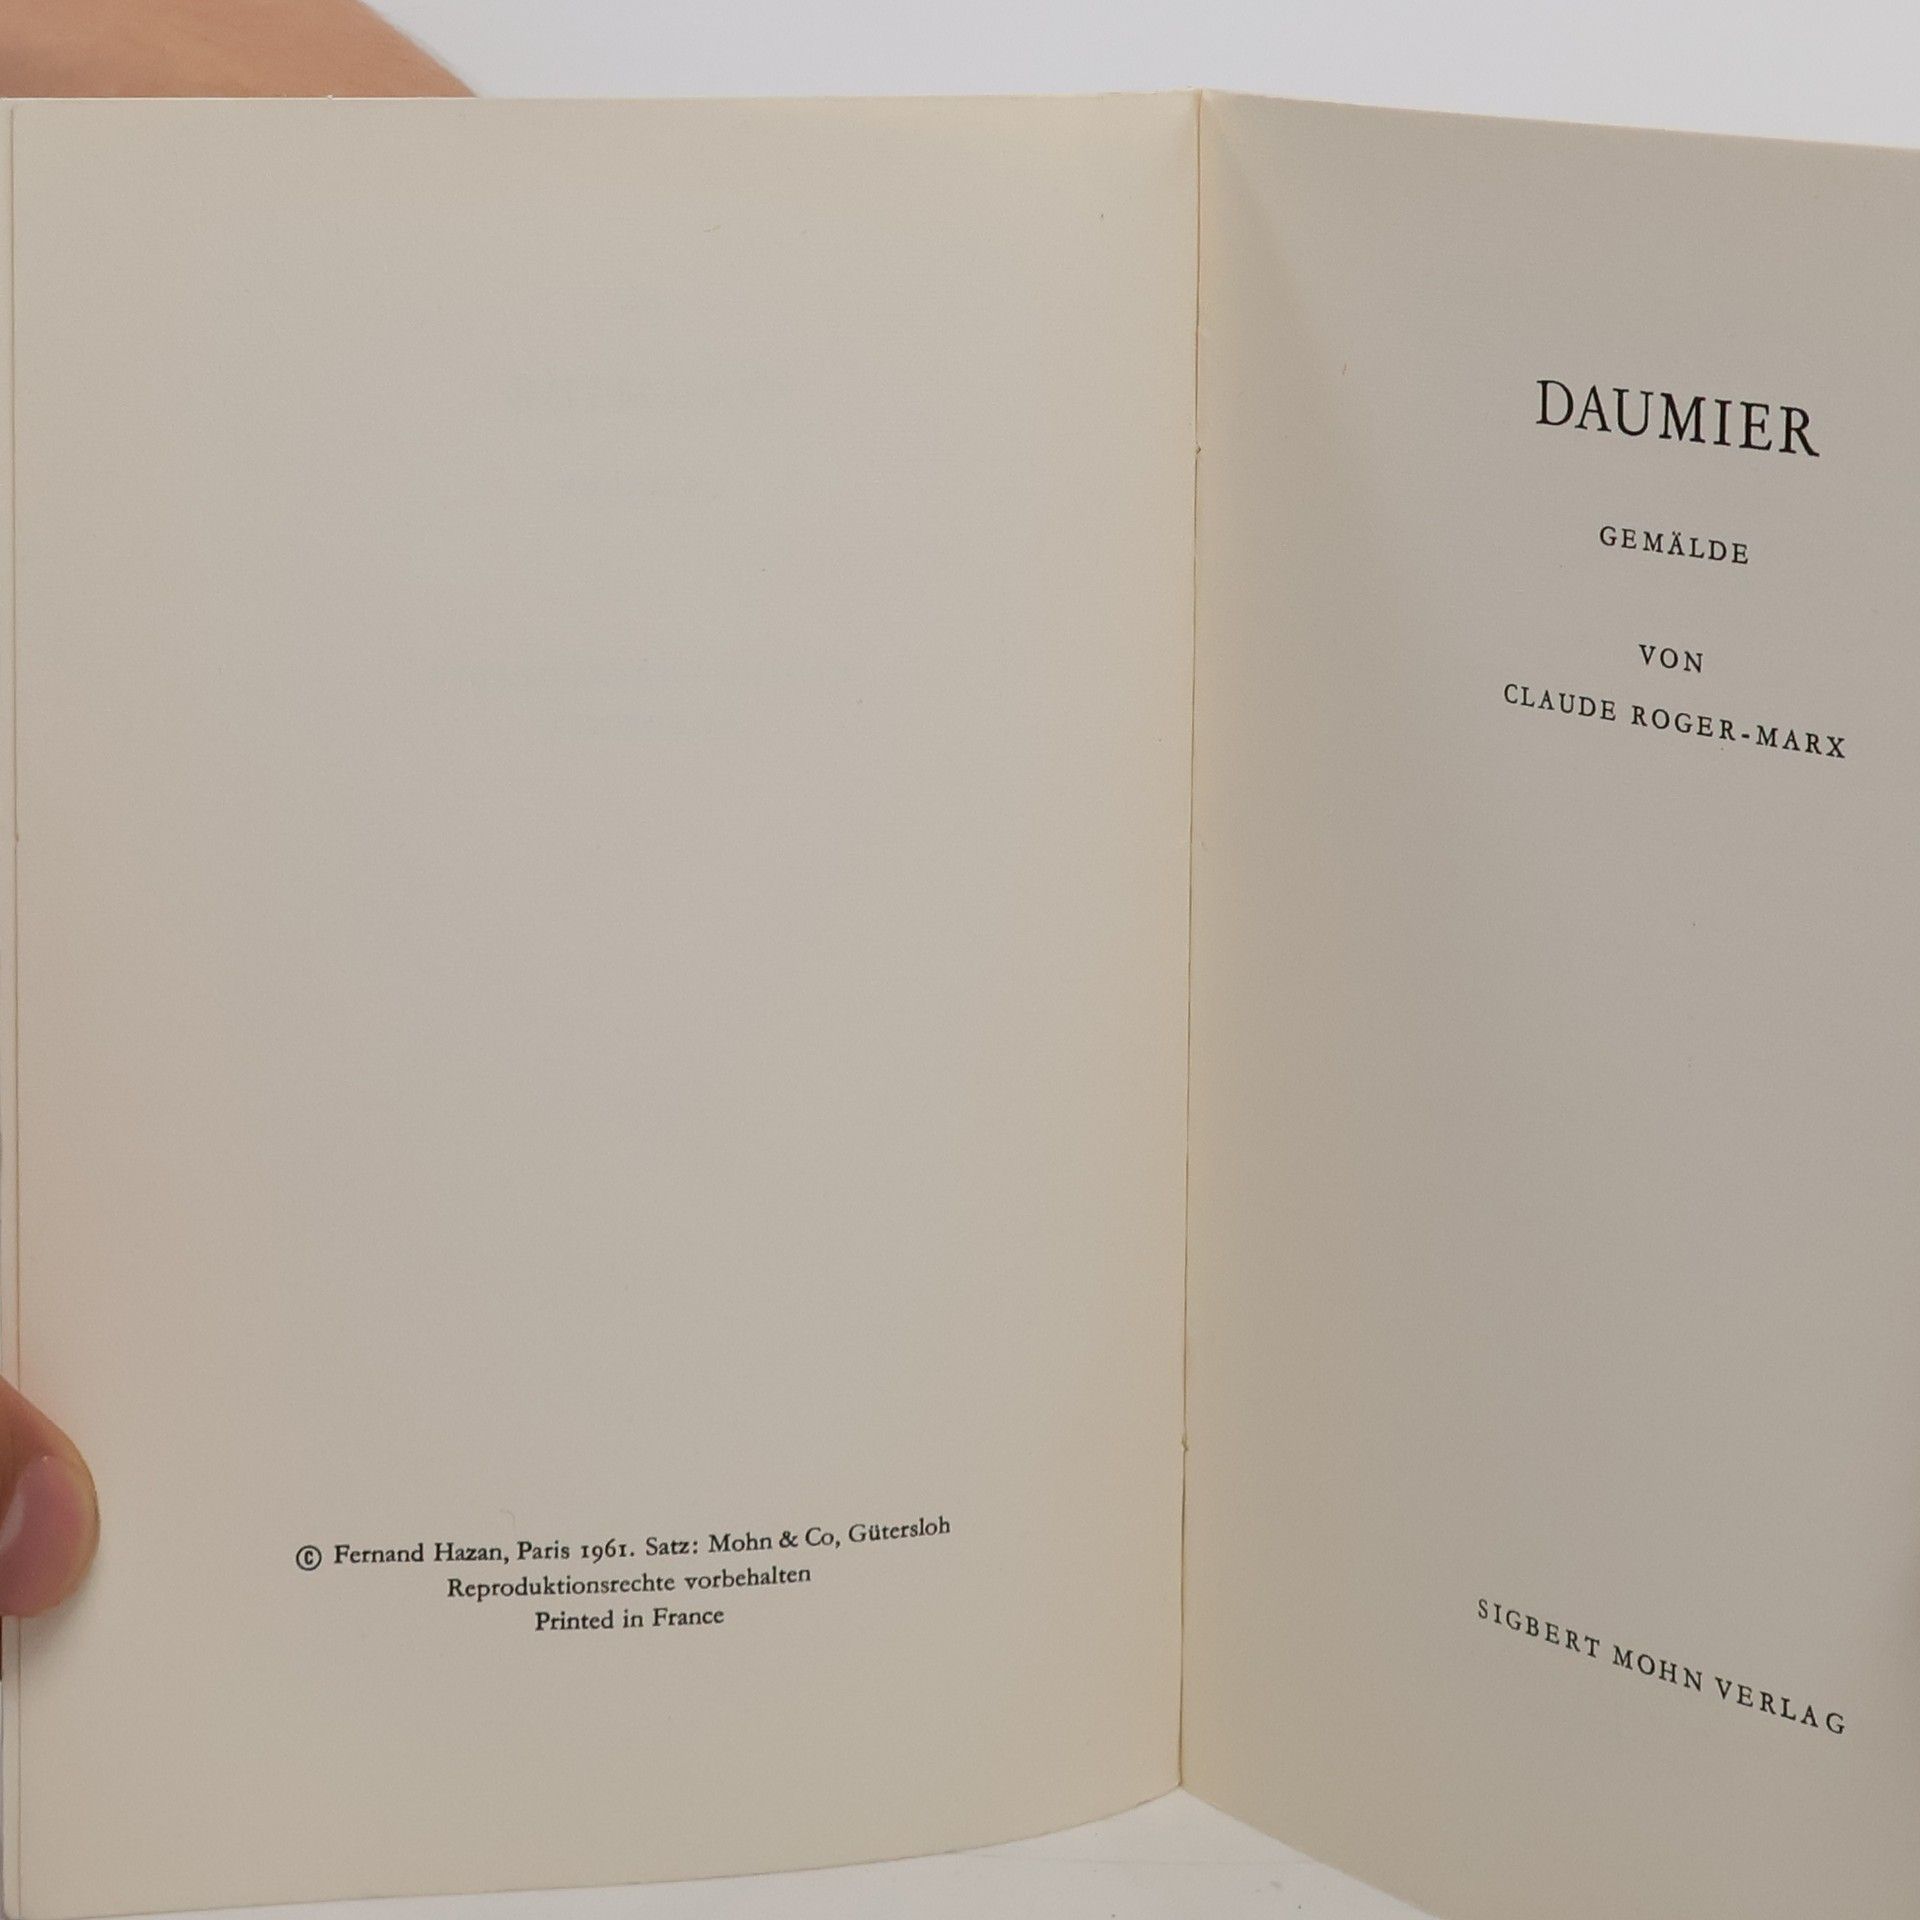 © Fernand Hazan, Paris 1961. Satz: Mohn & Co, Gütersloh
Reproduktionsrechte vorbehalten
Printed in France
DAUMIER
GEMÄLDE
VON
CLAUDE ROGER-MARX
SIGBERT MOHN VERLAG